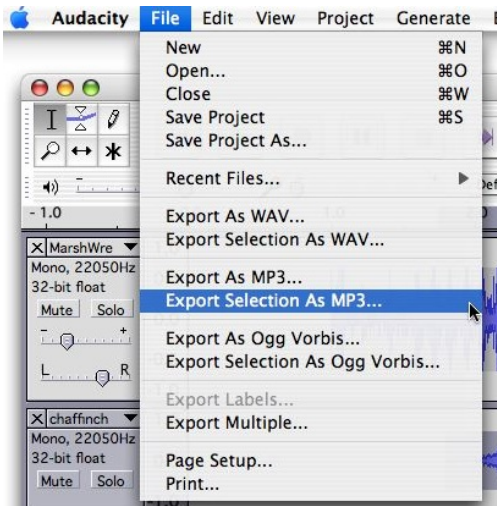 Audacity File Edit View Project Generate
New ⌘N
Open... ⌘O
Close ⌘W
Save Project ⌘S
Save Project As...
Recent Files... ▶
Export As WAV...
Export Selection As WAV...
Export As MP3...
Export Selection As MP3...
Export As Ogg Vorbis...
Export Selection As Ogg Vorbis...
Export Labels...
Export Multiple...
Page Setup...
Print...
- 1.0
1.0
X MarshWre ▼
Mono, 22050Hz
32-bit float
Mute Solo
- +
L R
X chaffinch ▼
Mono, 22050Hz
32-bit float
Mute Solo